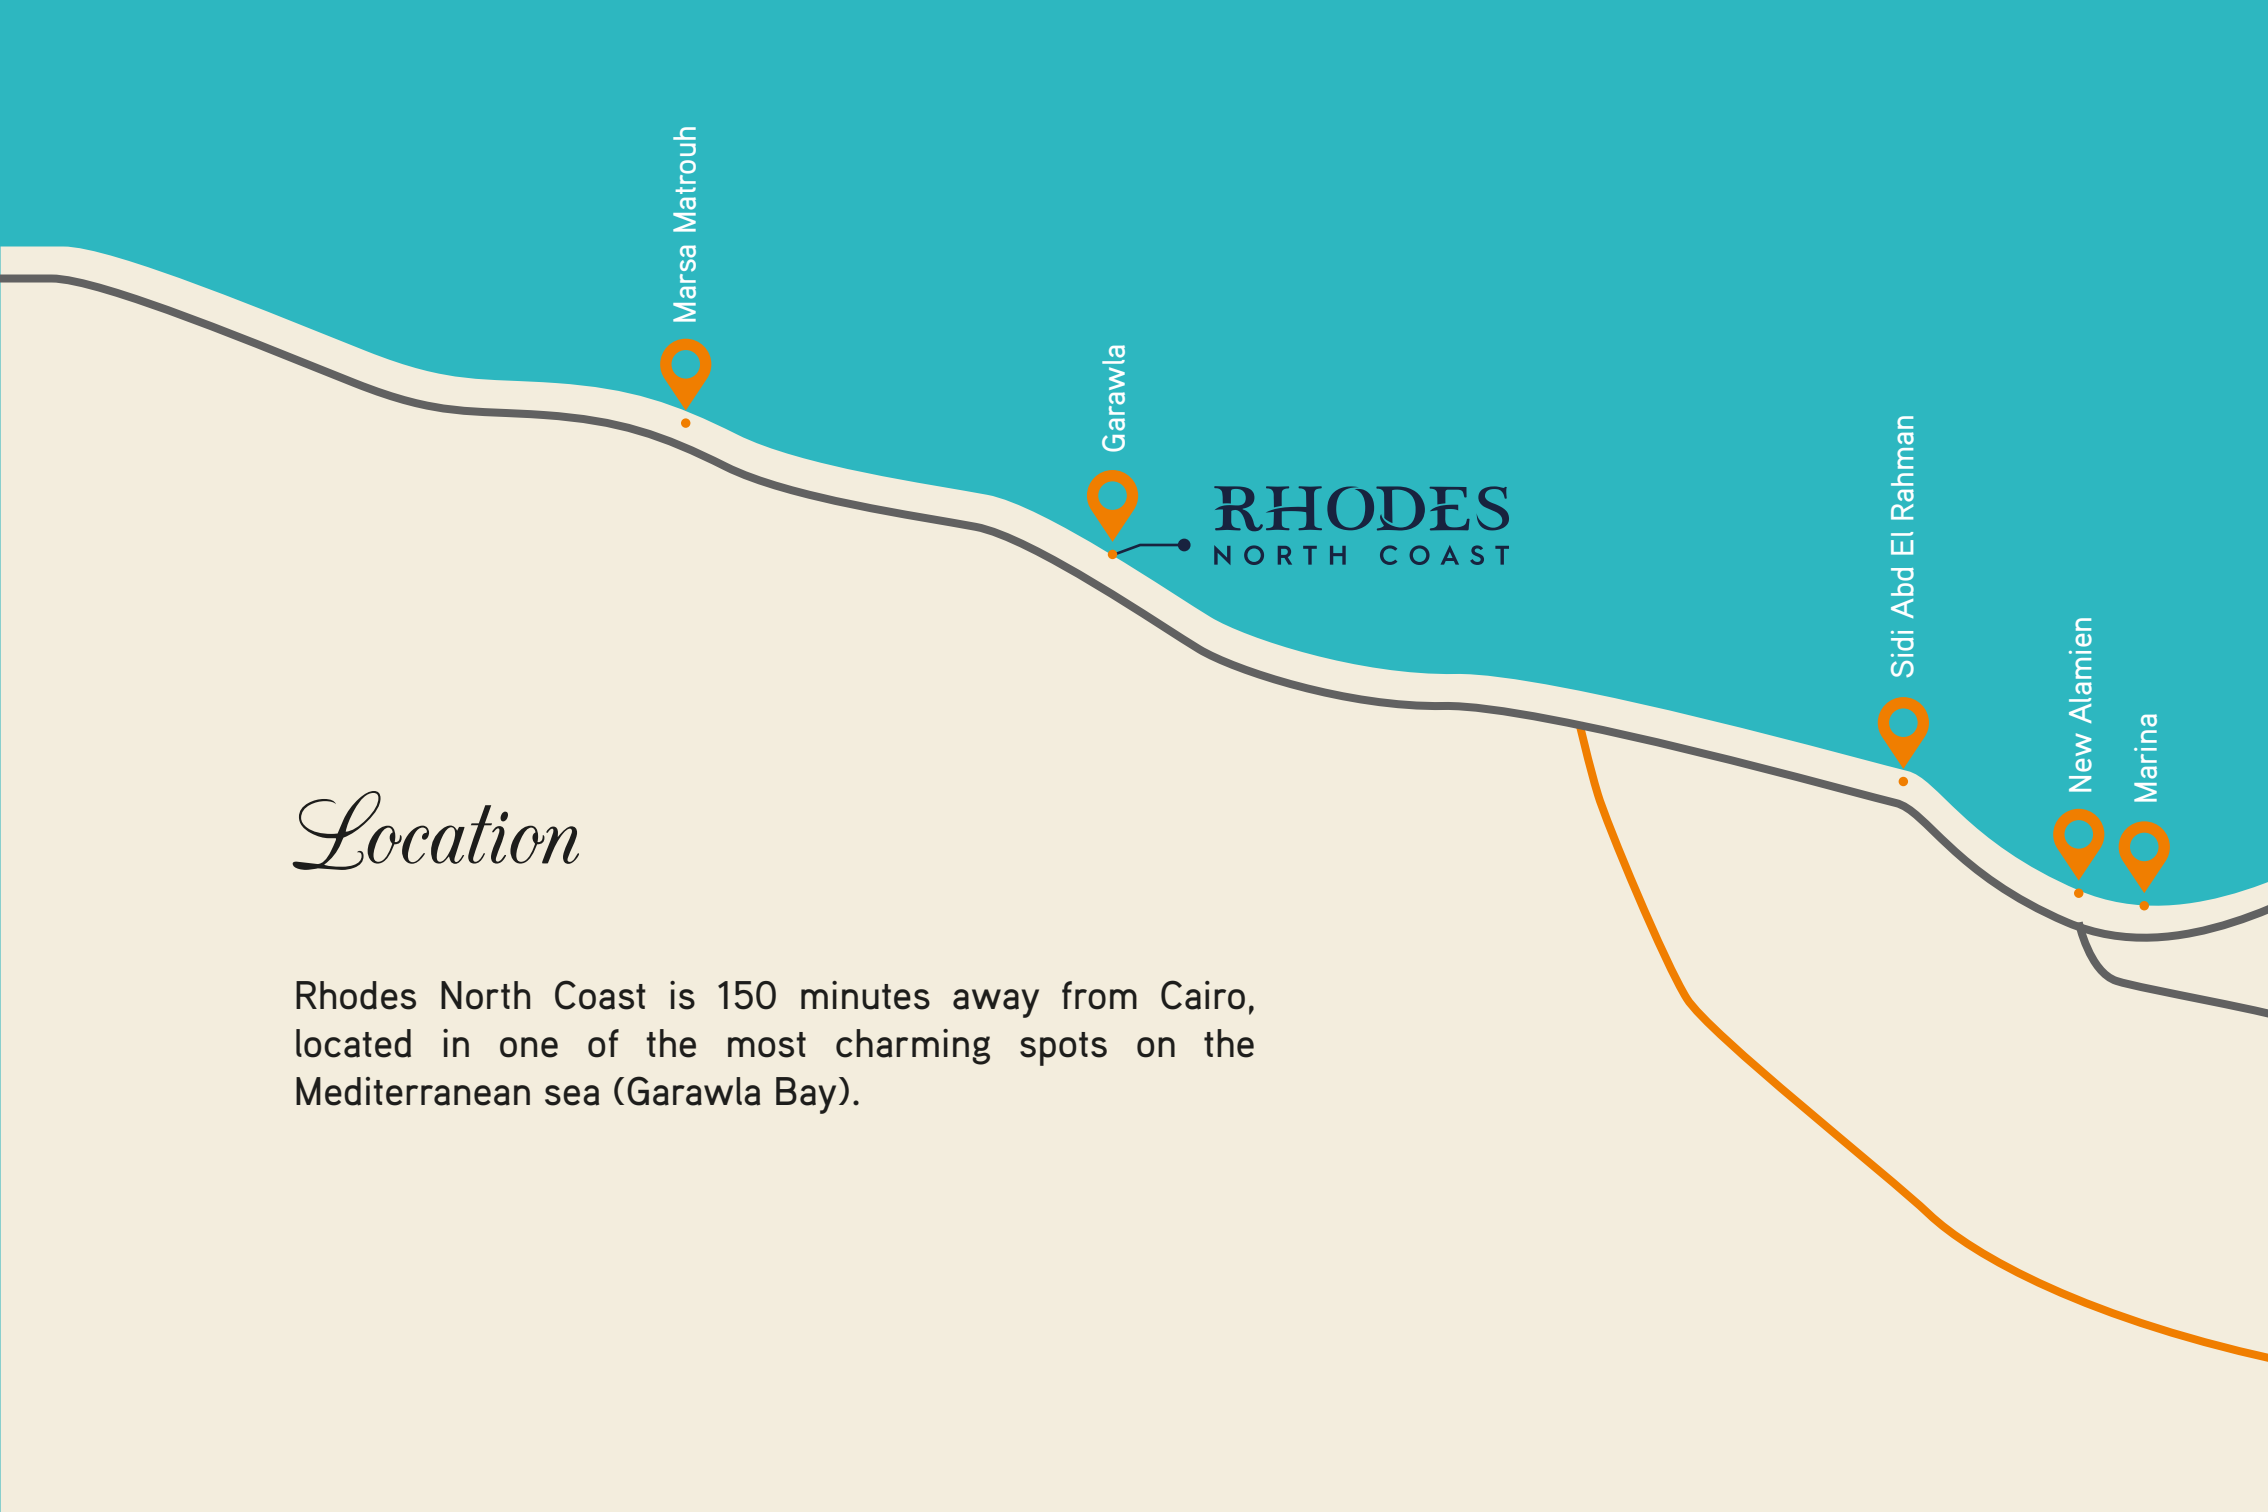 Marsa Matrouh
Garawla
RHODES
NORTH COAST
Sidi Abd El Rahman
New Alamien
Marina
Location
Rhodes North Coast is 150 minutes away from Cairo,
located in one of the most charming spots on the
Mediterranean sea (Garawla Bay).